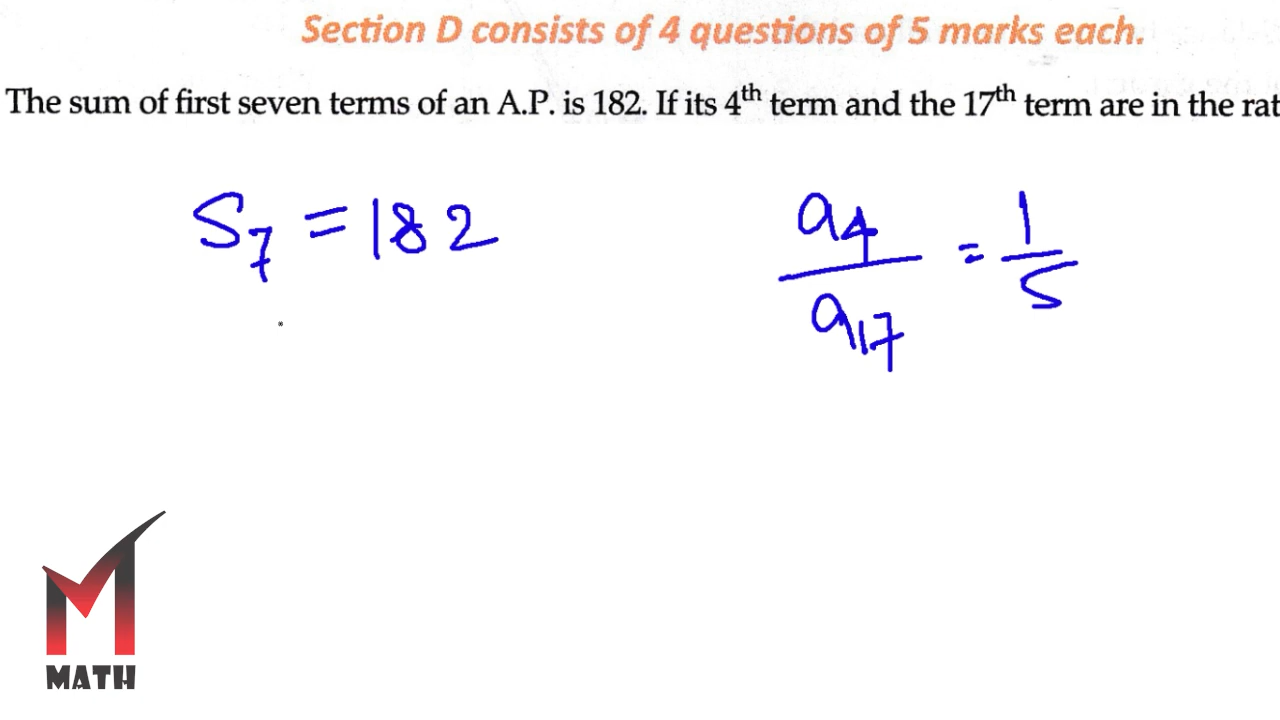 Section D consists of 4 questions of 5 marks each.
The sum of first seven terms of an A.P. is 182. If its 4th term and the 17th term are in the rat
S7 = 182
a4/a17 = 1/5
MATH